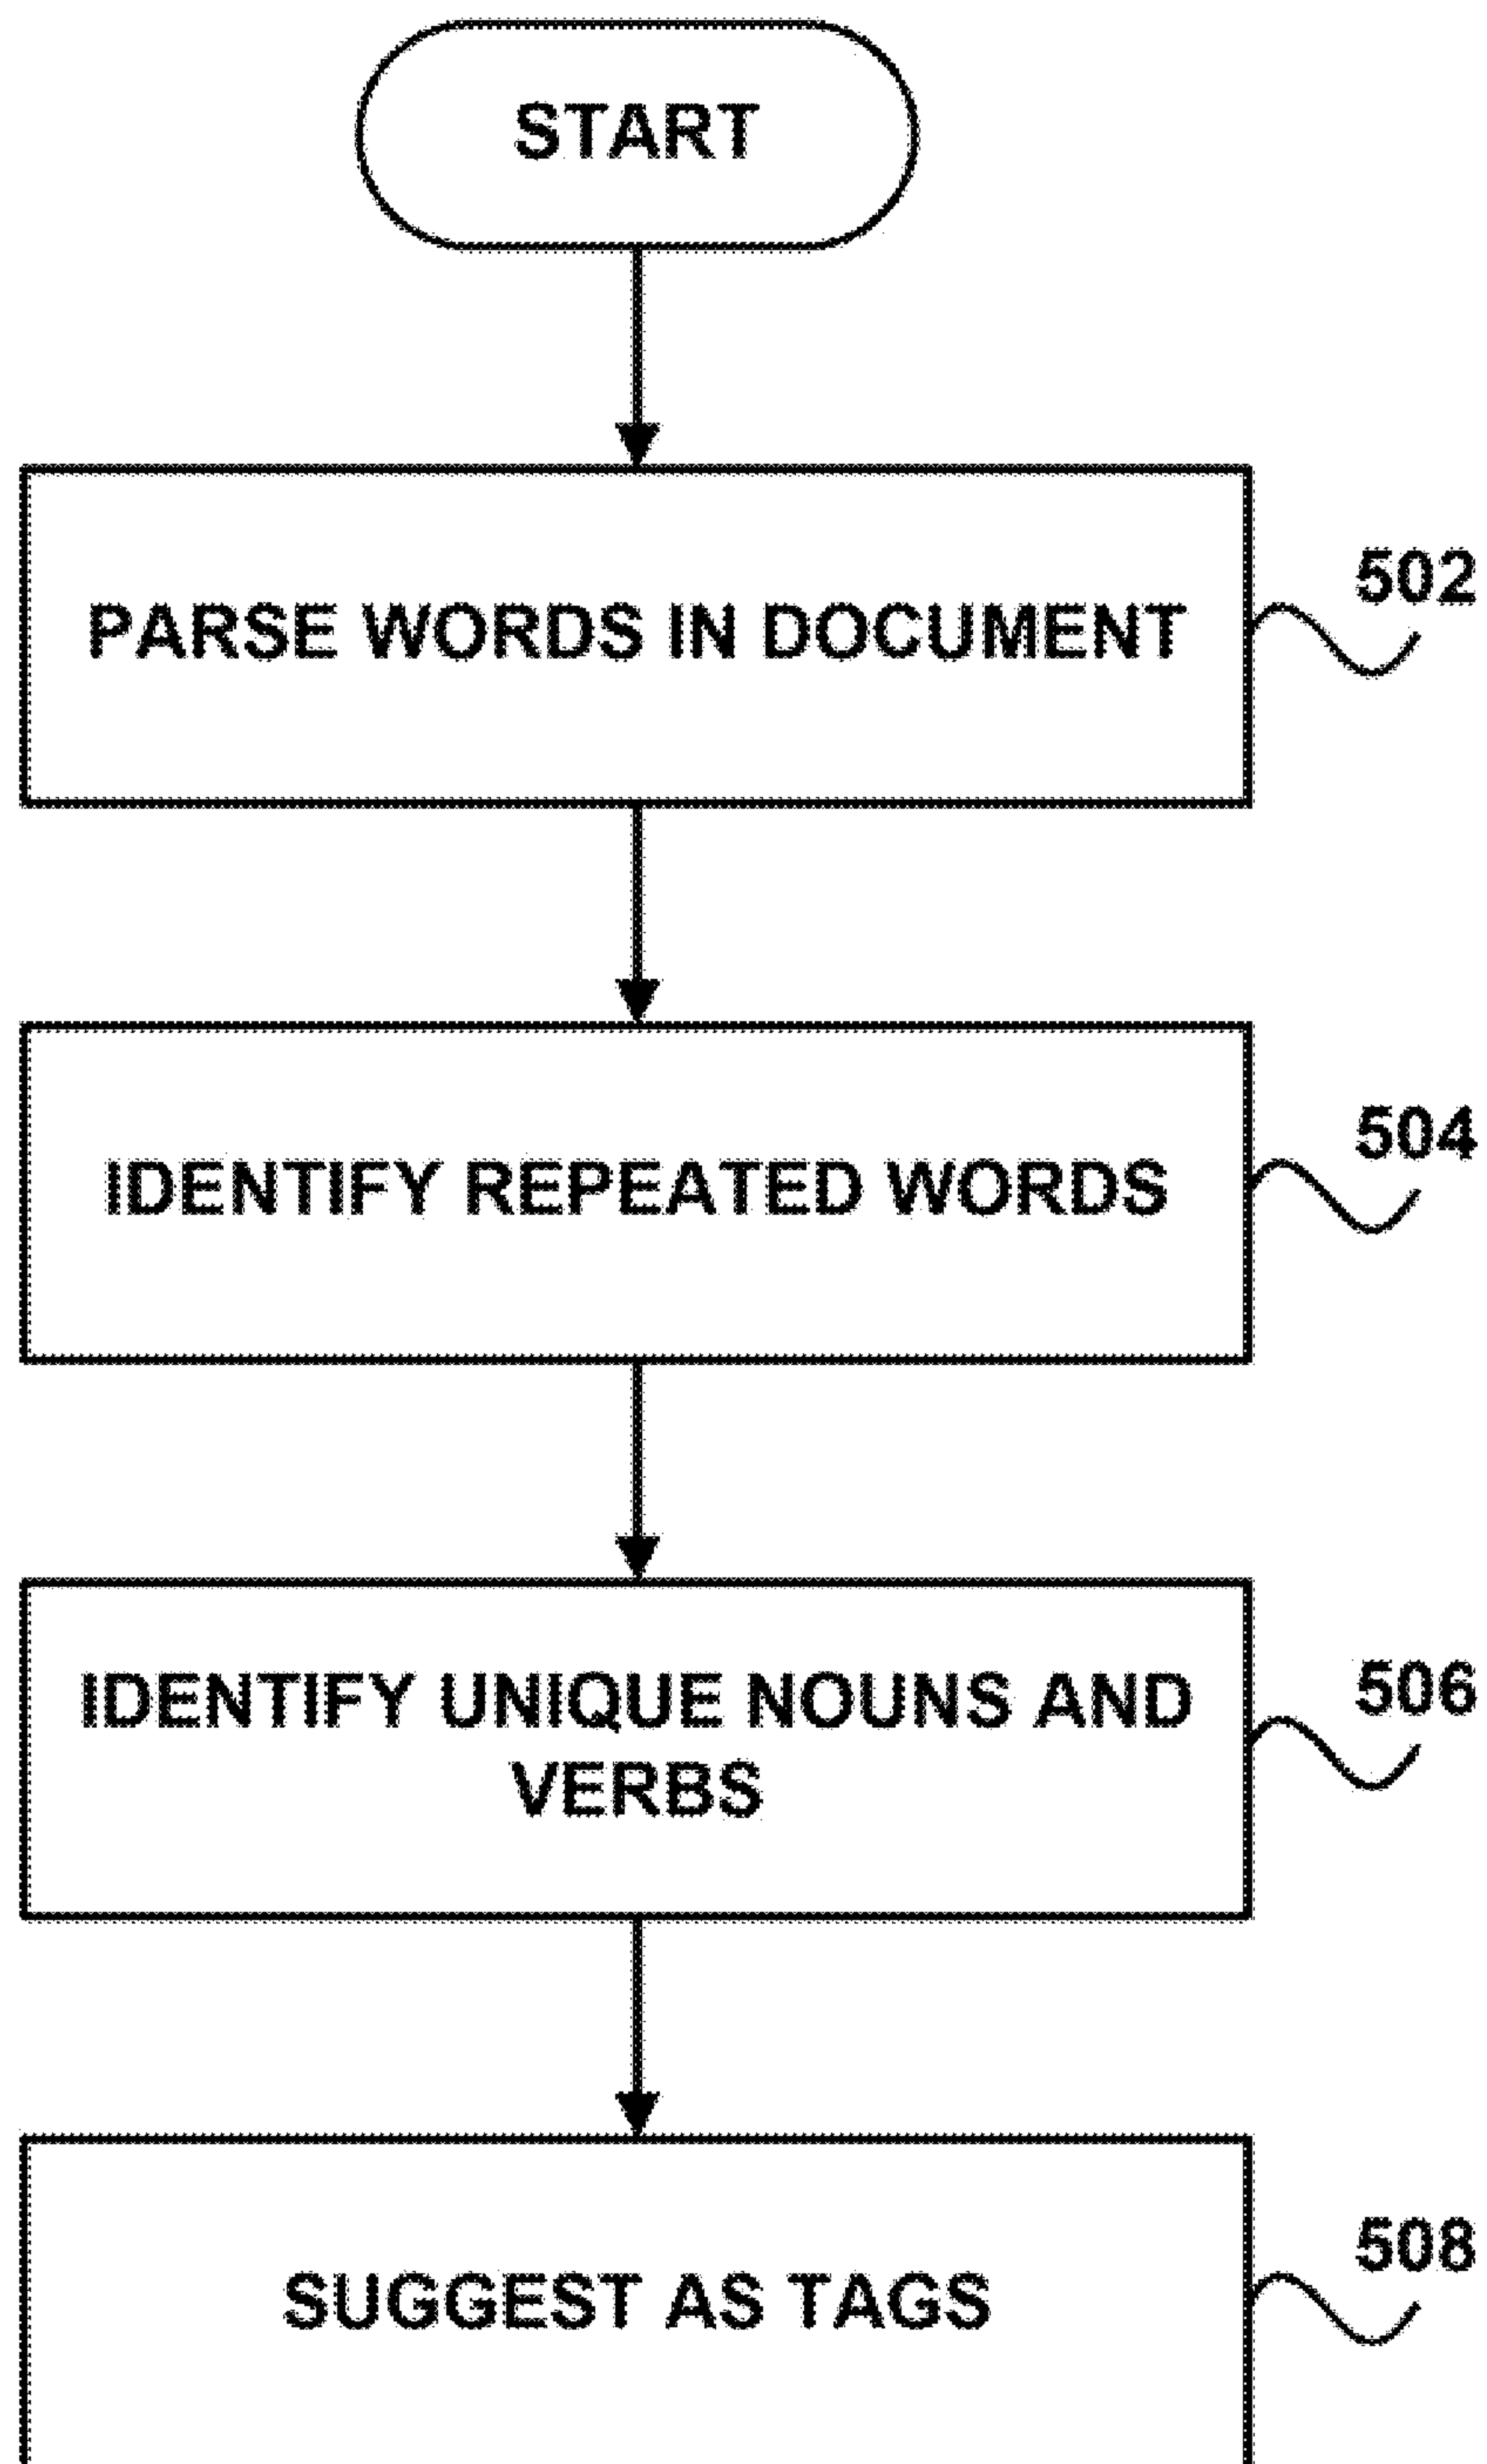 START
502
PARSE WORDS IN DOCUMENT
504
IDENTIFY REPEATED WORDS
506
IDENTIFY UNIQUE NOUNS AND
VERBS
508
SUGGEST AS TAGS